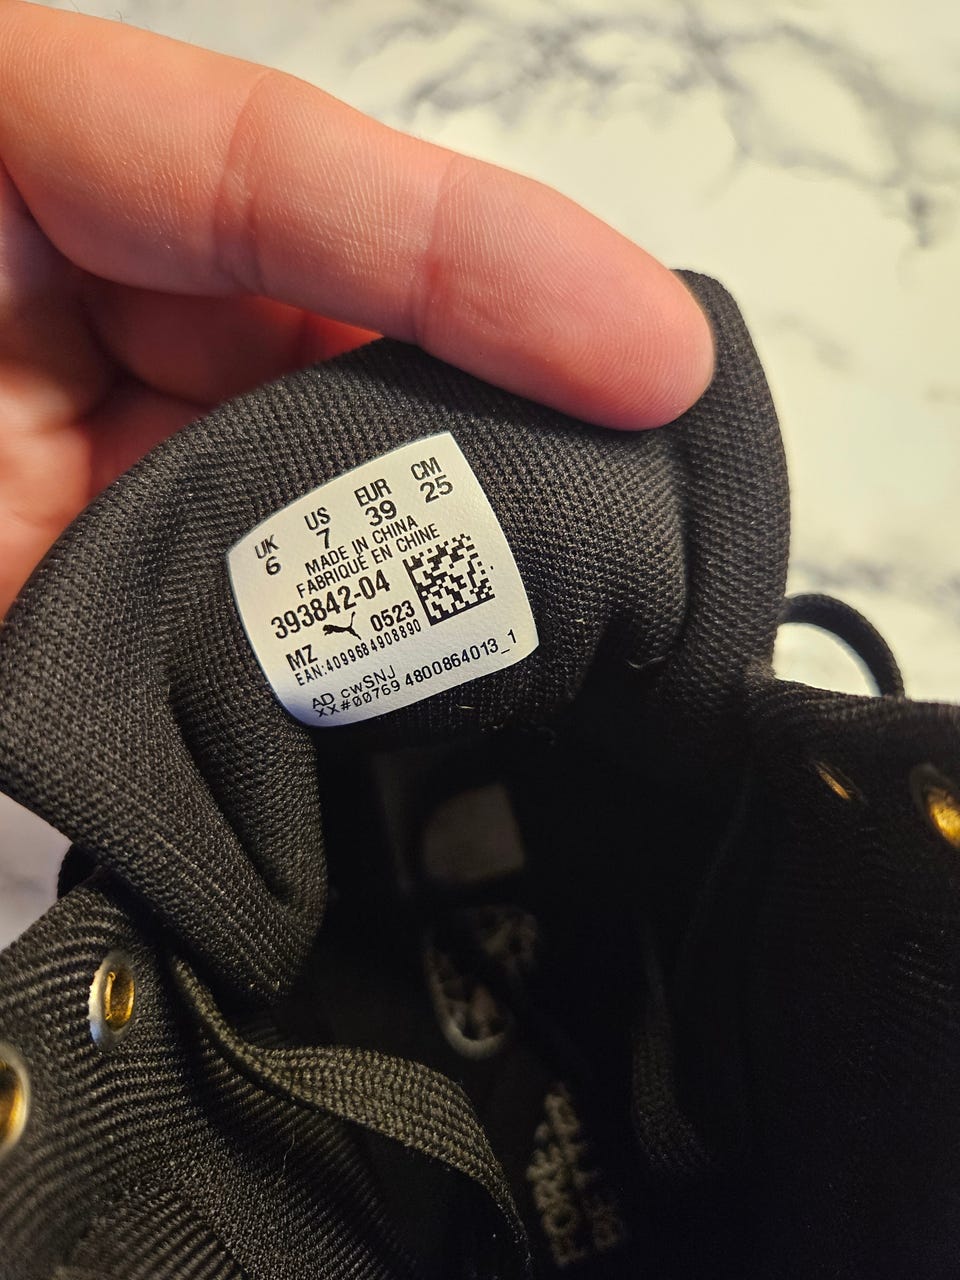 UK US EUR CM
6 7 39 25
MADE IN CHINA
FABRIQUÉ EN CHINE
393842-04
MZ 0523
EAN:4099684908890
AD cwSNJ
XX#00769 4800864013_1